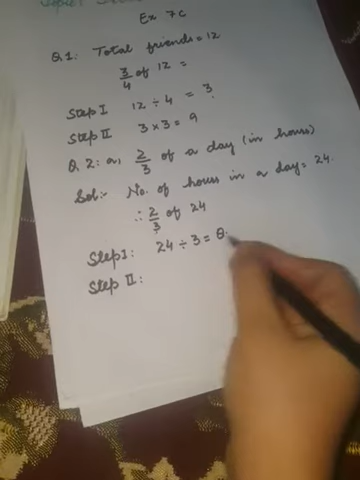 Ex 7c
Q.1: Total friends = 12
3/4 of 12 =
Step I 12 ÷ 4 = 3
Step II 3 × 3 = 9
Q.2: a, 2/3 of a day (in hours)
Sol:- No. of hours in a day = 24.
∴ 2/3 of 24
Step I: 24 ÷ 3 = 8
Step II: